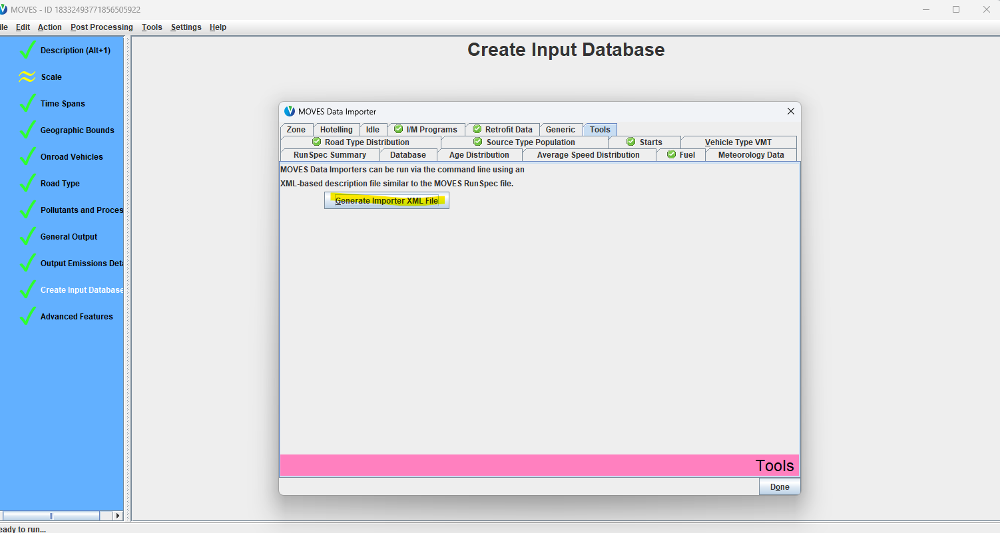 MOVES - ID 18332493771856505922
ile Edit Action Post Processing Tools Settings Help
Description (Alt+1)
Scale
Time Spans
Geographic Bounds
Onroad Vehicles
Road Type
Pollutants and Proces
General Output
Output Emissions Deta
Create Input Database
Advanced Features
Create Input Database
MOVES Data Importer
Zone Hotelling Idle I/M Programs Retrofit Data Generic Tools
Road Type Distribution Source Type Population Starts Vehicle Type VMT
RunSpec Summary Database Age Distribution Average Speed Distribution Fuel Meteorology Data
MOVES Data Importers can be run via the command line using an
XML-based description file similar to the MOVES RunSpec file.
Generate Importer XML File
Tools
Done
eady to run...